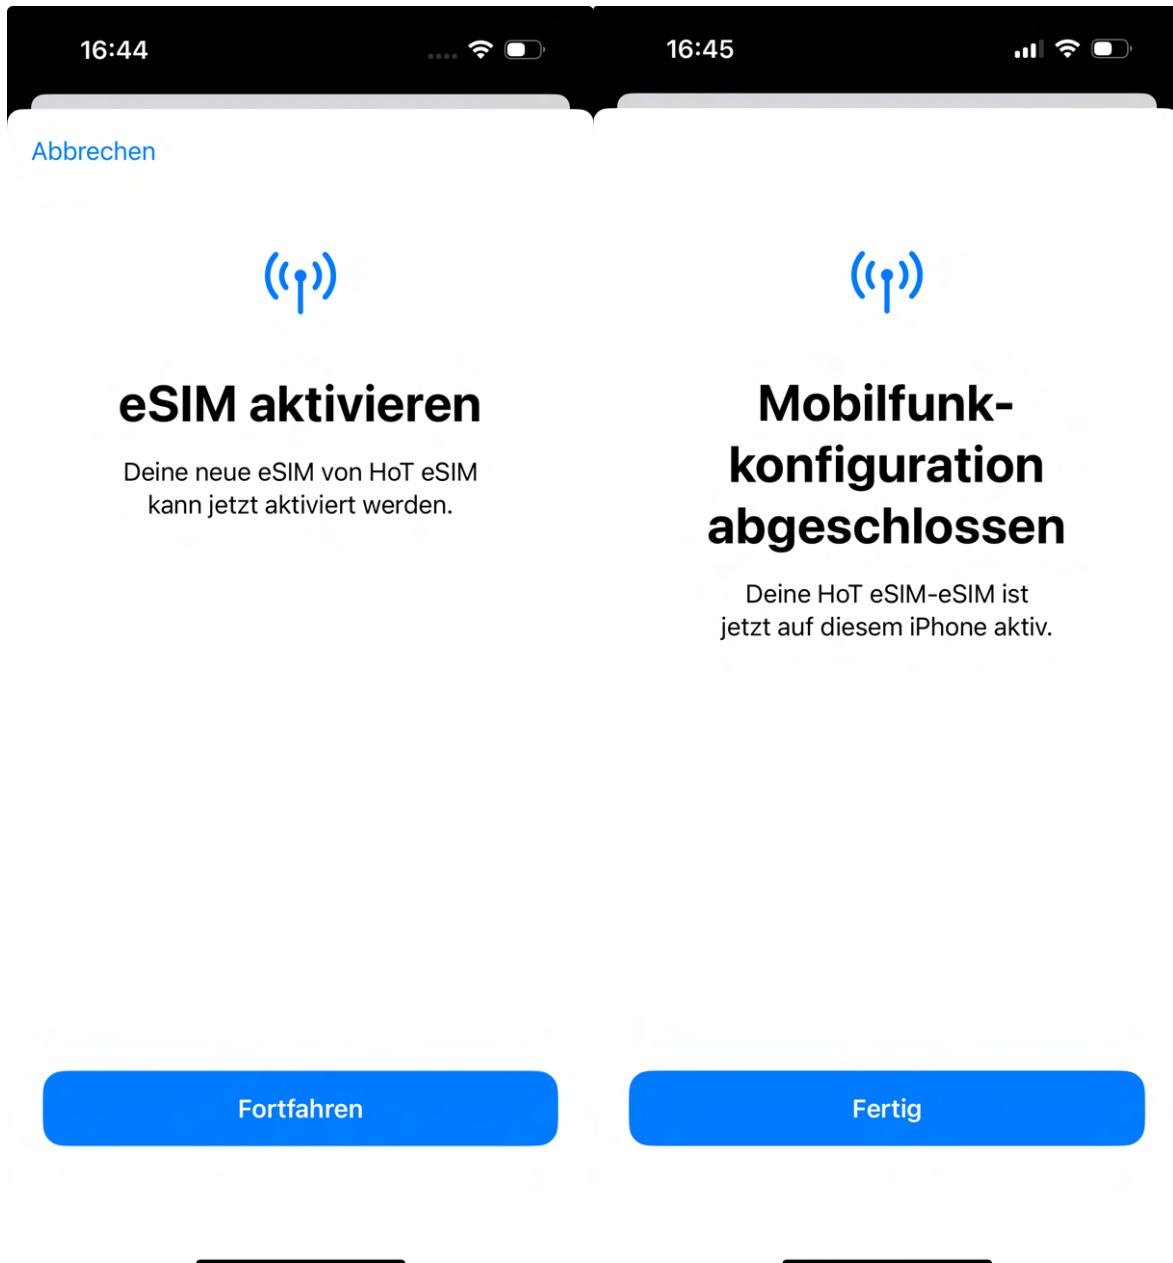 16:44
Abbrechen
eSIM aktivieren
Deine neue eSIM von HoT eSIM
kann jetzt aktiviert werden.
Fortfahren
16:45
Mobilfunk-
konfiguration
abgeschlossen
Deine HoT eSIM-eSIM ist
jetzt auf diesem iPhone aktiv.
Fertig